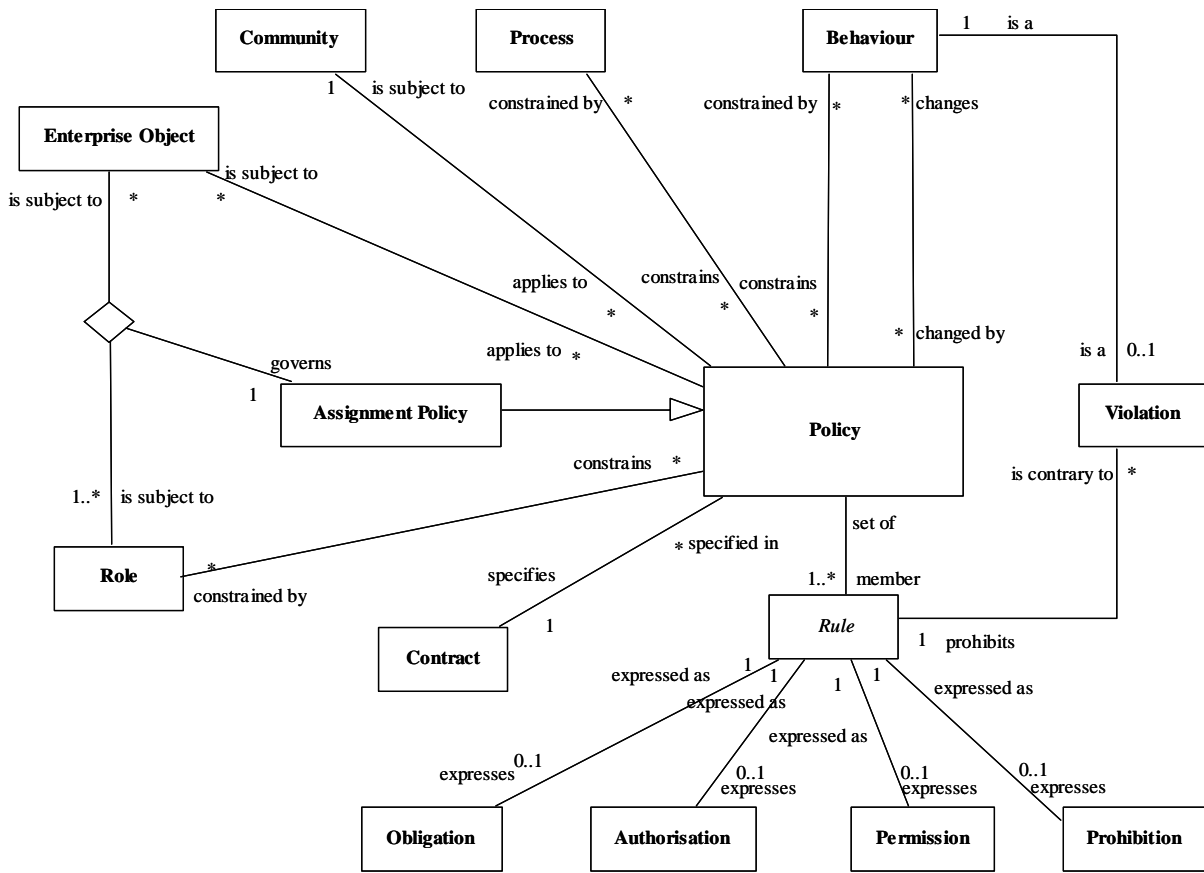 Community
Process
Behaviour
1 is a
1 is subject to
constrained by *
constrained by *
* changes
Enterprise Object
is subject to *
is subject to
*
applies to *
constrains *
constrains *
* changed by
applies to *
is a 0..1
governs
1
Assignment Policy
Policy
Violation
constrains *
is contrary to *
1..* is subject to
set of
* specified in
Role
*
constrained by
specifies
1
1..* member
Rule
1 prohibits
Contract
expressed as 1
1
1
1
expressed as
expressed as
expressed as
expresses 0..1
0..1
expresses
0..1
expresses
0..1
expresses
Obligation
Authorisation
Permission
Prohibition